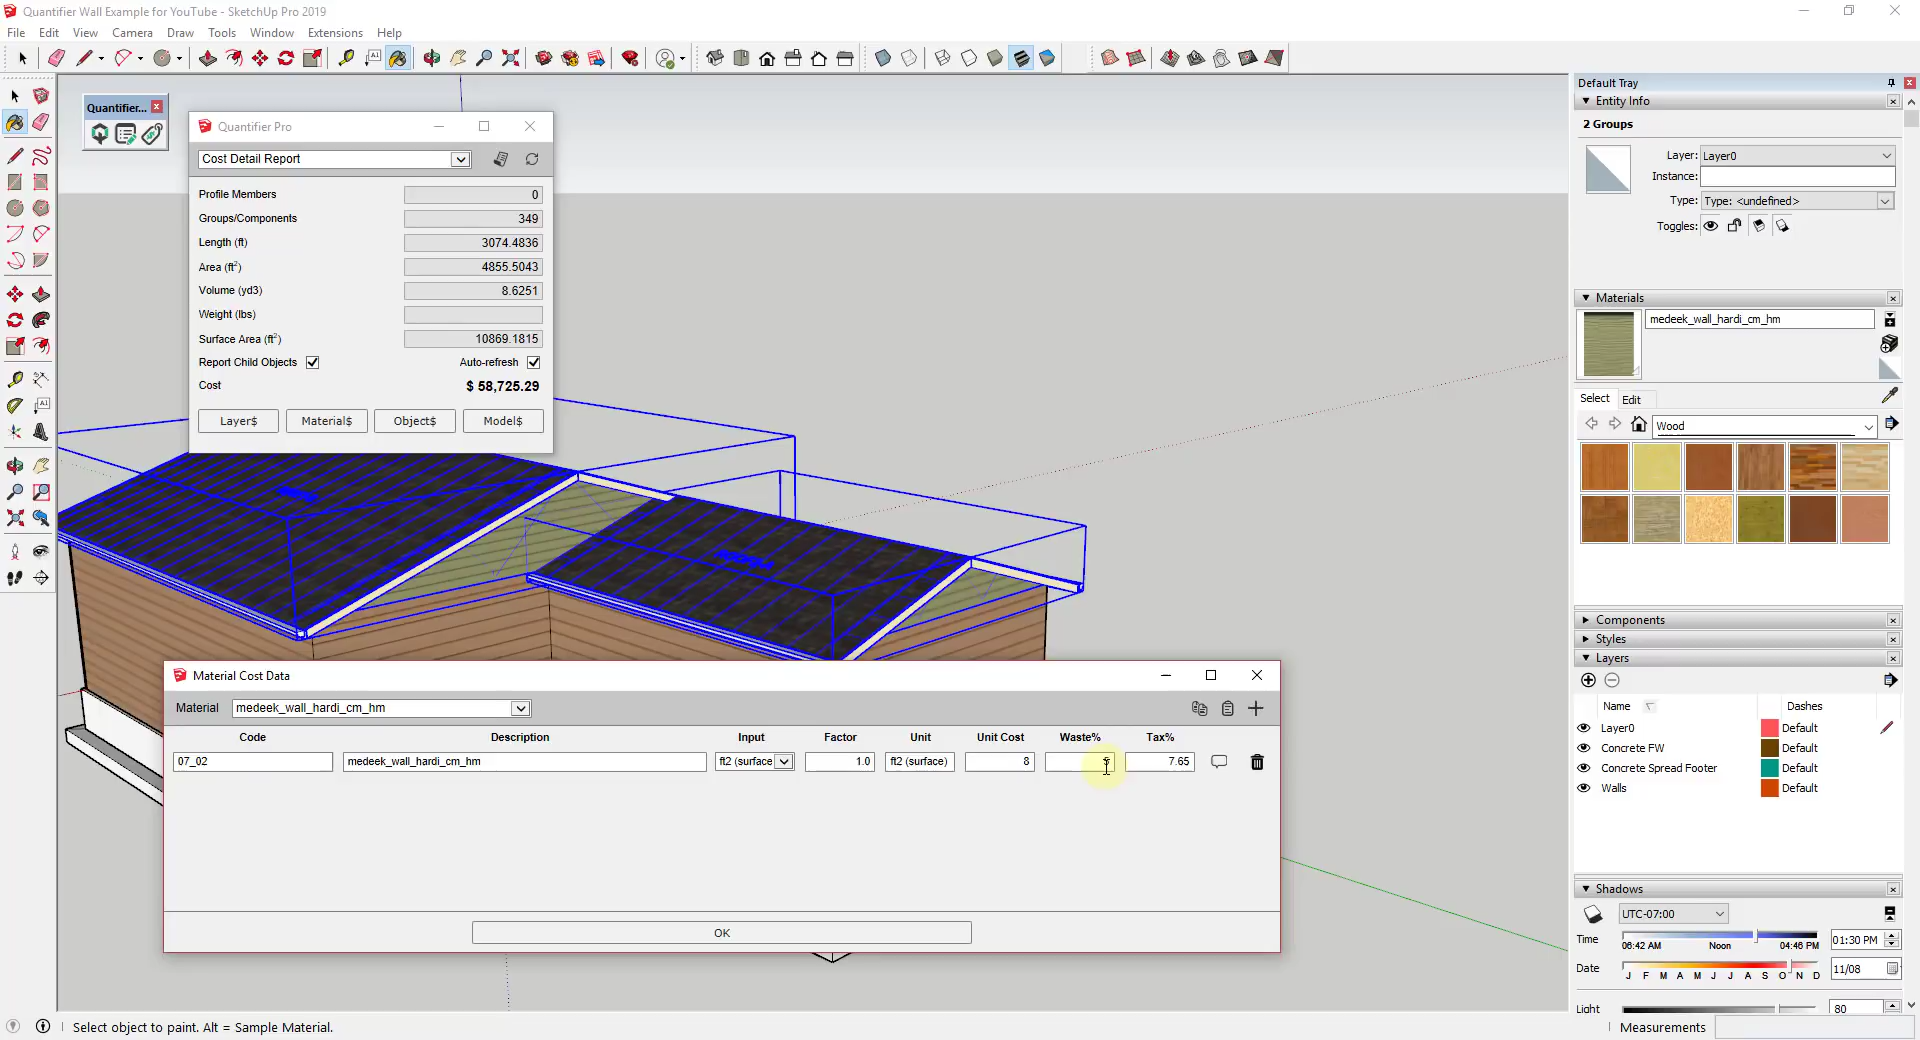 Quantifier Wall Example for YouTube - SketchUp Pro 2019
File Edit View Camera Draw Tools Window Extensions Help
Quantifier...
Quantifier Pro
Cost Detail Report
Profile Members 0
Groups/Components 349
Length (ft) 3074.4836
Area (ft²) 4855.5043
Volume (yd3) 8.6251
Weight (lbs)
Surface Area (ft²) 10869.1815
Report Child Objects Auto-refresh
Cost $ 58,725.29
Layer$ Material$ Object$ Model$
Material Cost Data
Material medeek_wall_hardi_cm_hm
Code Description Input Factor Unit Unit Cost Waste% Tax%
07_02 medeek_wall_hardi_cm_hm ft2 (surface 1.0 ft2 (surface) 8 7.65
OK
Default Tray
Entity Info
2 Groups
Layer: Layer0
Instance:
Type: Type: <undefined>
Toggles:
Materials
medeek_wall_hardi_cm_hm
Select Edit
Wood
Components
Styles
Layers
Name Dashes
Layer0 Default
Concrete FW Default
Concrete Spread Footer Default
Walls Default
Shadows
UTC-07:00
Time 06:42 AM Noon 04:46 PM 01:30 PM
Date J F M A M J J A S O N D 11/08
Light 80
Select object to paint. Alt = Sample Material.
Measurements